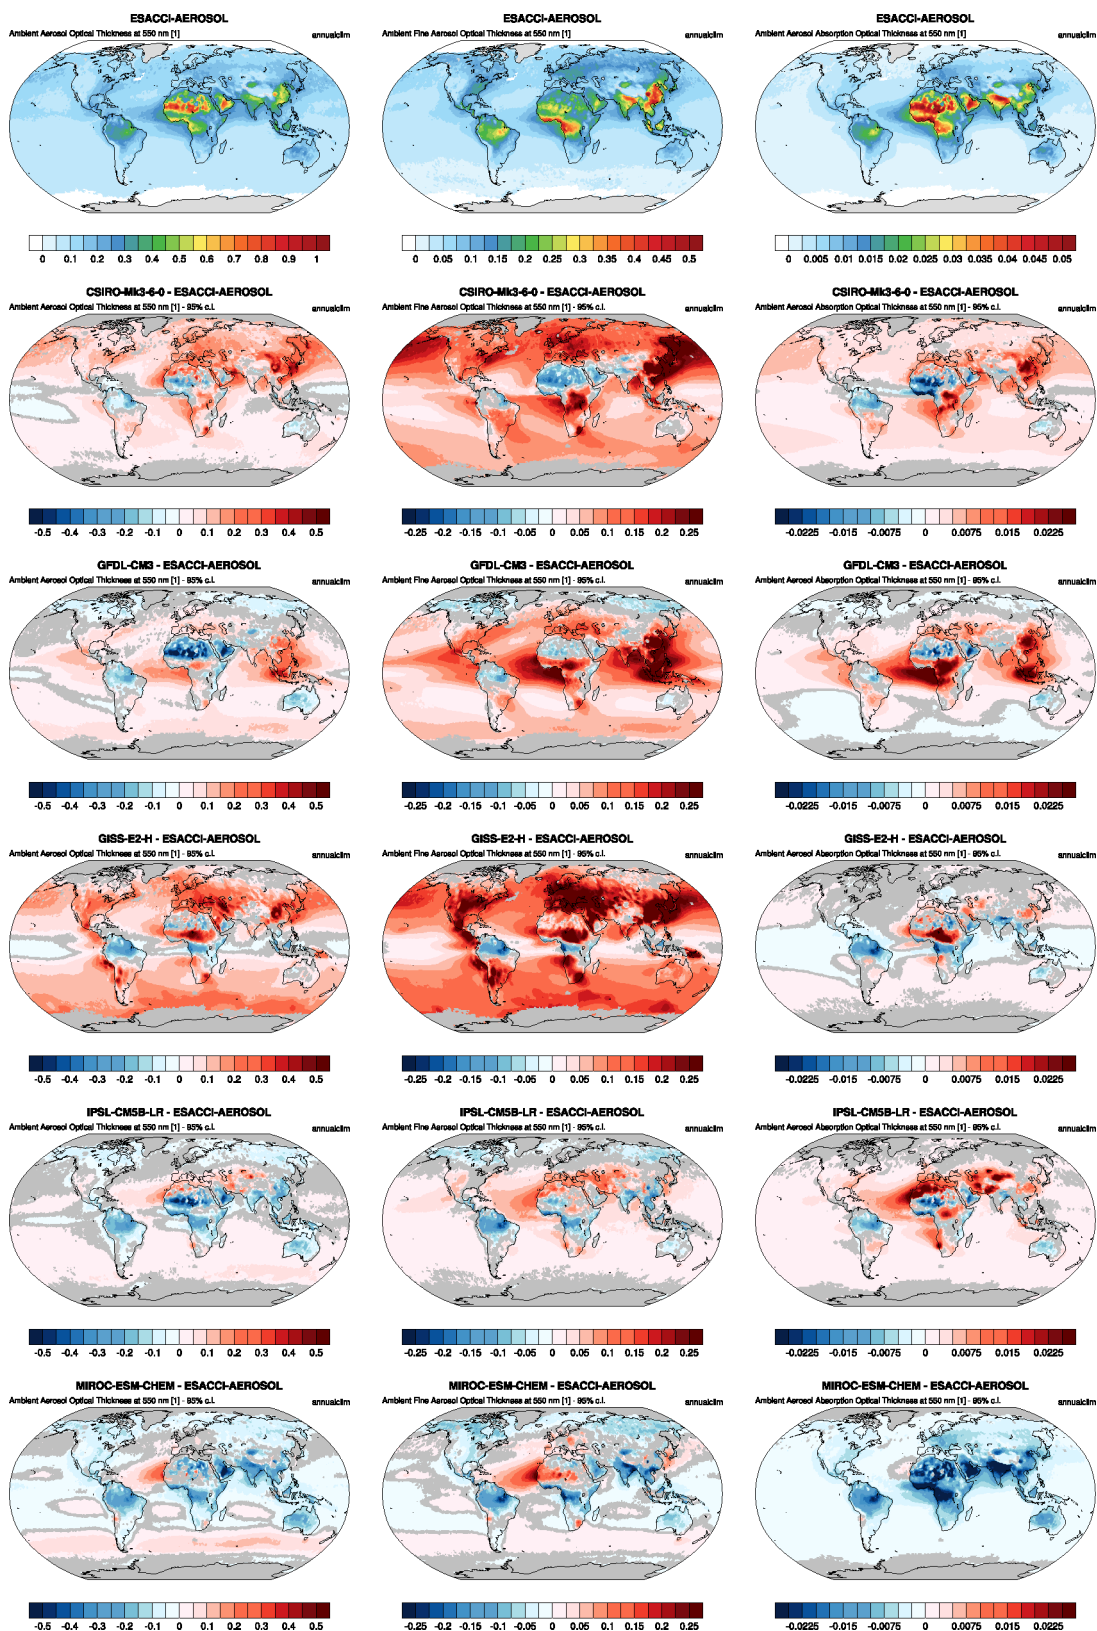 ESACCI-AEROSOL
Ambient Aerosol Optical Thickness at 550 nm [1] annualclim
0 0.1 0.2 0.3 0.4 0.5 0.6 0.7 0.8 0.9 1
ESACCI-AEROSOL
Ambient Fine Aerosol Optical Thickness at 550 nm [1] annualclim
0 0.05 0.1 0.15 0.2 0.25 0.3 0.35 0.4 0.45 0.5
ESACCI-AEROSOL
Ambient Aerosol Absorption Optical Thickness at 550 nm [1] annualclim
0 0.005 0.01 0.015 0.02 0.025 0.03 0.035 0.04 0.045 0.05
CSIRO-Mk3-6-0 - ESACCI-AEROSOL
Ambient Aerosol Optical Thickness at 550 nm [1] - 95% c.l. annualclim
-0.5 -0.4 -0.3 -0.2 -0.1 0 0.1 0.2 0.3 0.4 0.5
CSIRO-Mk3-6-0 - ESACCI-AEROSOL
Ambient Fine Aerosol Optical Thickness at 550 nm [1] - 95% c.l. annualclim
-0.25 -0.2 -0.15 -0.1 -0.05 0 0.05 0.1 0.15 0.2 0.25
CSIRO-Mk3-6-0 - ESACCI-AEROSOL
Ambient Aerosol Absorption Optical Thickness at 550 nm [1] - 95% c.l. annualclim
-0.0225 -0.015 -0.0075 0 0.0075 0.015 0.0225
GFDL-CM3 - ESACCI-AEROSOL
Ambient Aerosol Optical Thickness at 550 nm [1] - 95% c.l. annualclim
-0.5 -0.4 -0.3 -0.2 -0.1 0 0.1 0.2 0.3 0.4 0.5
GFDL-CM3 - ESACCI-AEROSOL
Ambient Fine Aerosol Optical Thickness at 550 nm [1] - 95% c.l. annualclim
-0.25 -0.2 -0.15 -0.1 -0.05 0 0.05 0.1 0.15 0.2 0.25
GFDL-CM3 - ESACCI-AEROSOL
Ambient Aerosol Absorption Optical Thickness at 550 nm [1] - 95% c.l. annualclim
-0.0225 -0.015 -0.0075 0 0.0075 0.015 0.0225
GISS-E2-H - ESACCI-AEROSOL
Ambient Aerosol Optical Thickness at 550 nm [1] - 95% c.l. annualclim
-0.5 -0.4 -0.3 -0.2 -0.1 0 0.1 0.2 0.3 0.4 0.5
GISS-E2-H - ESACCI-AEROSOL
Ambient Fine Aerosol Optical Thickness at 550 nm [1] - 95% c.l. annualclim
-0.25 -0.2 -0.15 -0.1 -0.05 0 0.05 0.1 0.15 0.2 0.25
GISS-E2-H - ESACCI-AEROSOL
Ambient Aerosol Absorption Optical Thickness at 550 nm [1] - 95% c.l. annualclim
-0.0225 -0.015 -0.0075 0 0.0075 0.015 0.0225
IPSL-CM5B-LR - ESACCI-AEROSOL
Ambient Aerosol Optical Thickness at 550 nm [1] - 95% c.l. annualclim
-0.5 -0.4 -0.3 -0.2 -0.1 0 0.1 0.2 0.3 0.4 0.5
IPSL-CM5B-LR - ESACCI-AEROSOL
Ambient Fine Aerosol Optical Thickness at 550 nm [1] - 95% c.l. annualclim
-0.25 -0.2 -0.15 -0.1 -0.05 0 0.05 0.1 0.15 0.2 0.25
IPSL-CM5B-LR - ESACCI-AEROSOL
Ambient Aerosol Absorption Optical Thickness at 550 nm [1] - 95% c.l. annualclim
-0.0225 -0.015 -0.0075 0 0.0075 0.015 0.0225
MIROC-ESM-CHEM - ESACCI-AEROSOL
Ambient Aerosol Optical Thickness at 550 nm [1] - 95% c.l. annualclim
-0.5 -0.4 -0.3 -0.2 -0.1 0 0.1 0.2 0.3 0.4 0.5
MIROC-ESM-CHEM - ESACCI-AEROSOL
Ambient Fine Aerosol Optical Thickness at 550 nm [1] - 95% c.l. annualclim
-0.25 -0.2 -0.15 -0.1 -0.05 0 0.05 0.1 0.15 0.2 0.25
MIROC-ESM-CHEM - ESACCI-AEROSOL
Ambient Aerosol Absorption Optical Thickness at 550 nm [1] - 95% c.l. annualclim
-0.0225 -0.015 -0.0075 0 0.0075 0.015 0.0225